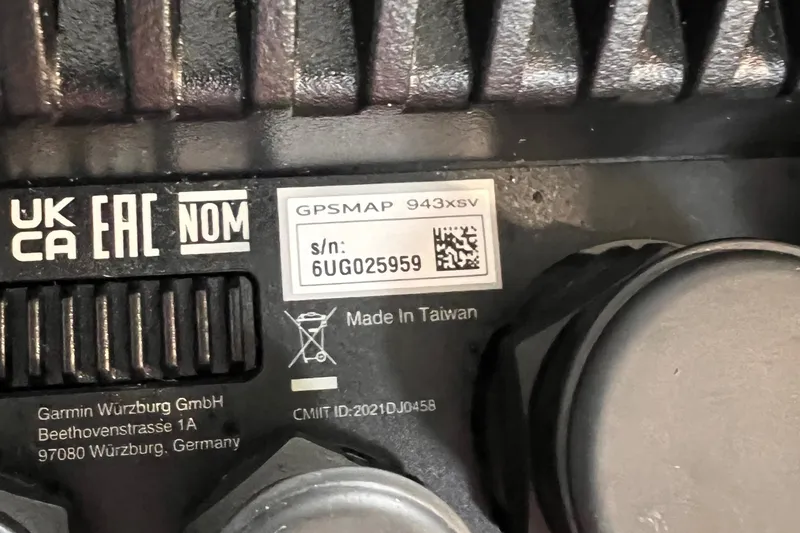 UK
CA
EAC
NOM
GPSMAP 943xsv
s/n:
6UG025959
Made In Taiwan
Garmin Würzburg GmbH
Beethovenstrasse 1A
97080 Würzburg, Germany
CMIIT ID:2021DJ0458